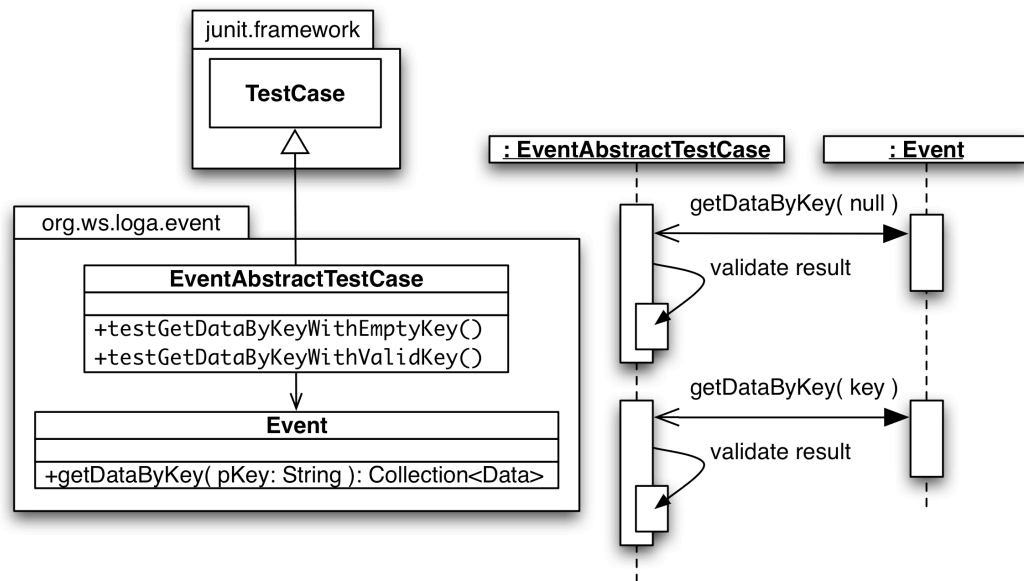 junit.framework
TestCase
org.ws.loga.event
EventAbstractTestCase
+testGetDataByKeyWithEmptyKey()
+testGetDataByKeyWithValidKey()
Event
+getDataByKey( pKey: String ): Collection<Data>
: EventAbstractTestCase
: Event
getDataByKey( null )
validate result
getDataByKey( key )
validate result